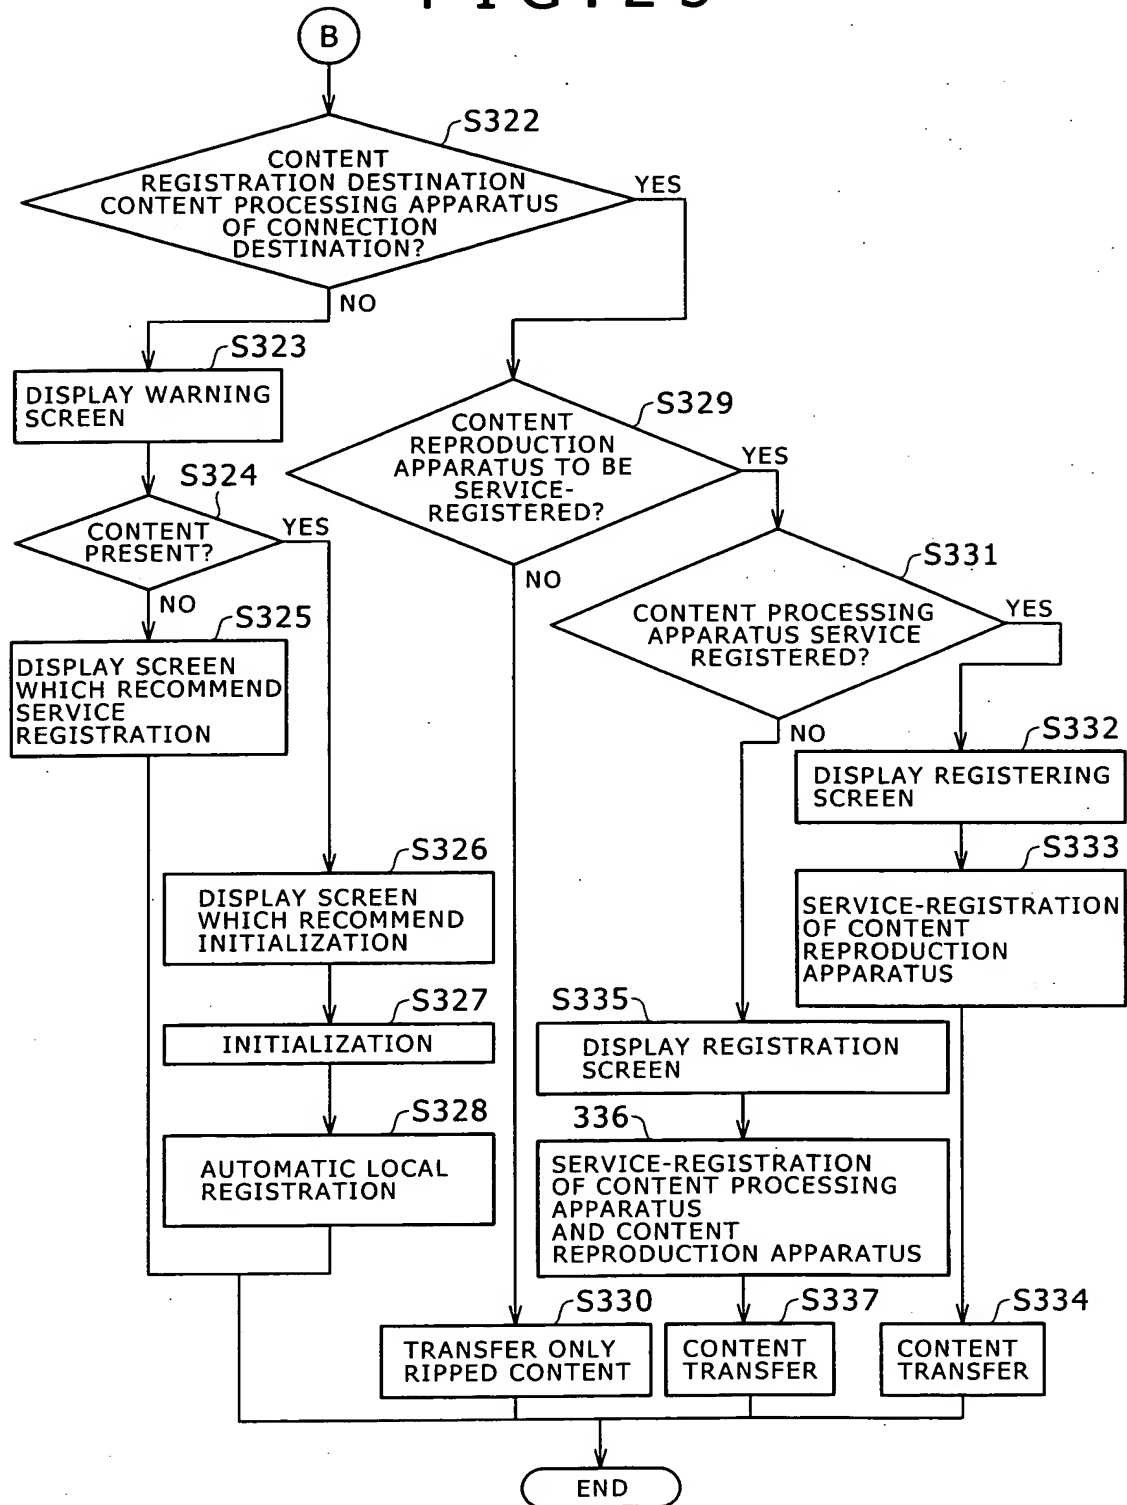 B
S322
CONTENT
REGISTRATION DESTINATION
CONTENT PROCESSING APPARATUS
OF CONNECTION
DESTINATION?
YES
NO
S323
DISPLAY WARNING
SCREEN
S324
CONTENT
PRESENT?
YES
NO
S325
DISPLAY SCREEN
WHICH RECOMMEND
SERVICE
REGISTRATION
S326
DISPLAY SCREEN
WHICH RECOMMEND
INITIALIZATION
S327
INITIALIZATION
S328
AUTOMATIC LOCAL
REGISTRATION
S329
CONTENT
REPRODUCTION
APPARATUS TO BE
SERVICE-
REGISTERED?
YES
NO
S330
TRANSFER ONLY
RIPPED CONTENT
S331
CONTENT PROCESSING
APPARATUS SERVICE
REGISTERED?
YES
NO
S332
DISPLAY REGISTERING
SCREEN
S333
SERVICE-REGISTRATION
OF CONTENT
REPRODUCTION
APPARATUS
S334
CONTENT
TRANSFER
S335
DISPLAY REGISTRATION
SCREEN
336
SERVICE-REGISTRATION
OF CONTENT PROCESSING
APPARATUS
AND CONTENT
REPRODUCTION APPARATUS
S337
CONTENT
TRANSFER
END